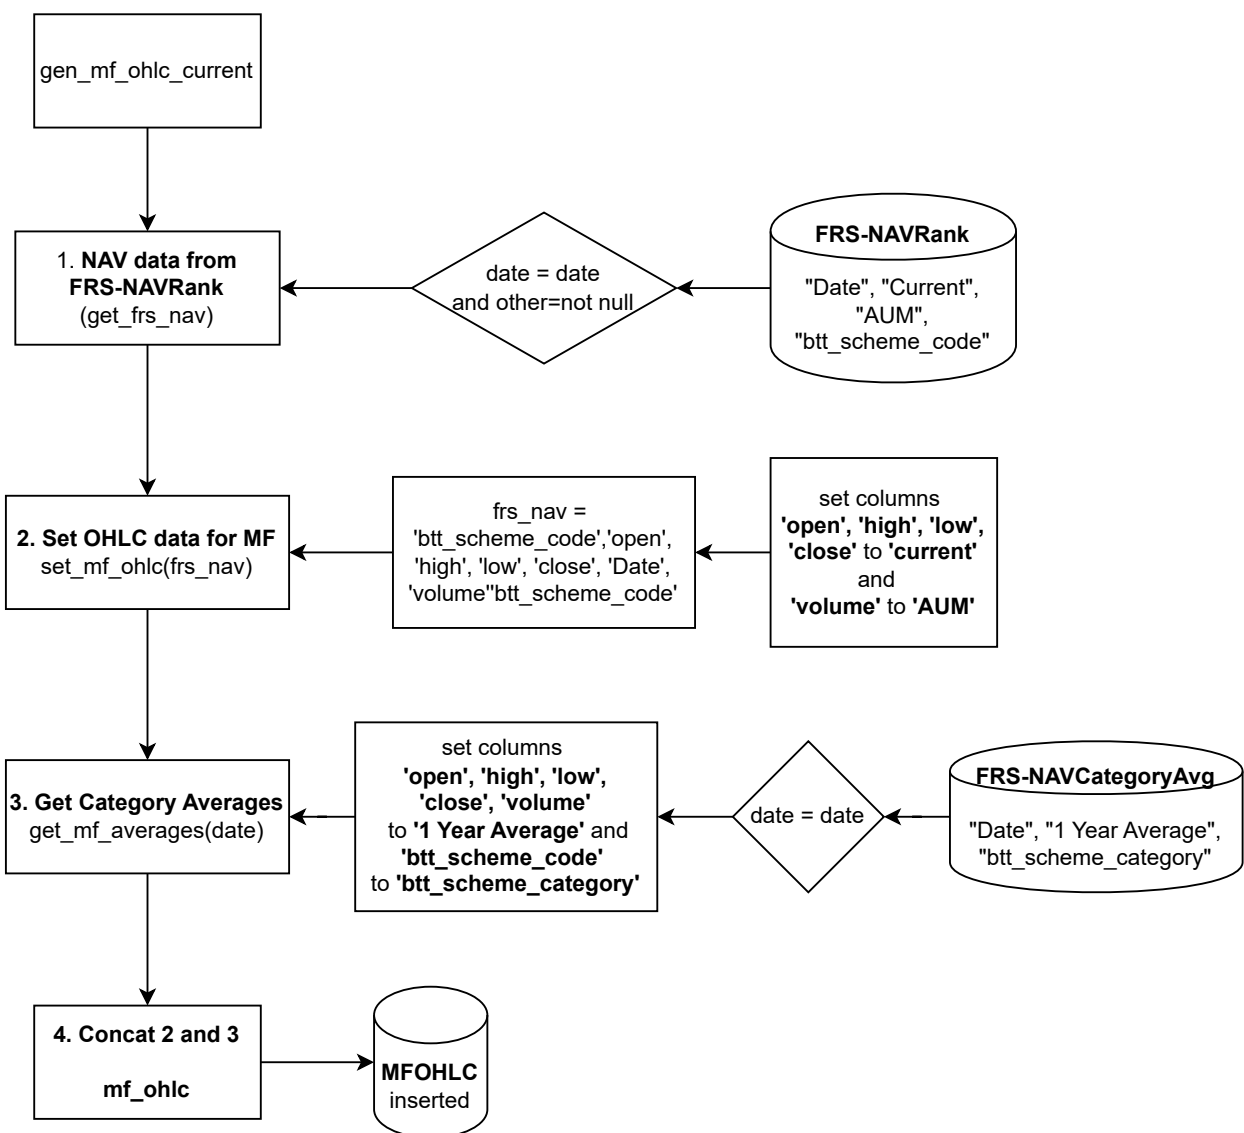 gen_mf_ohlc_current
1. NAV data from
FRS-NAVRank
(get_frs_nav)
date = date
and other=not null
FRS-NAVRank
"Date", "Current",
"AUM",
"btt_scheme_code"
2. Set OHLC data for MF
set_mf_ohlc(frs_nav)
frs_nav =
'btt_scheme_code','open',
'high', 'low', 'close', 'Date',
'volume''btt_scheme_code'
set columns
'open', 'high', 'low',
'close' to 'current'
and
'volume' to 'AUM'
3. Get Category Averages
get_mf_averages(date)
set columns
'open', 'high', 'low',
'close', 'volume'
to '1 Year Average' and
'btt_scheme_code'
to 'btt_scheme_category'
date = date
FRS-NAVCategoryAvg
"Date", "1 Year Average",
"btt_scheme_category"
4. Concat 2 and 3
mf_ohlc
MFOHLC
inserted